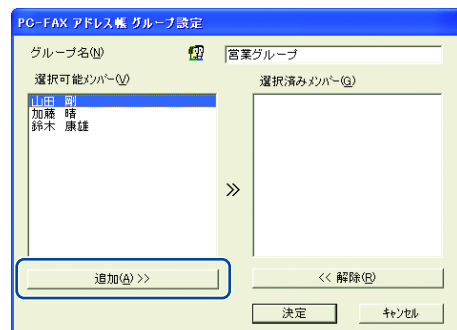 PC-FAX アドレス帳 グループ設定
グループ名(N) 営業グループ
選択可能メンバー(V) 選択済みメンバー(G)
山田 剛
加藤 晴
鈴木 康雄
»
追加(A) >> << 解除(R)
決定 キャンセル